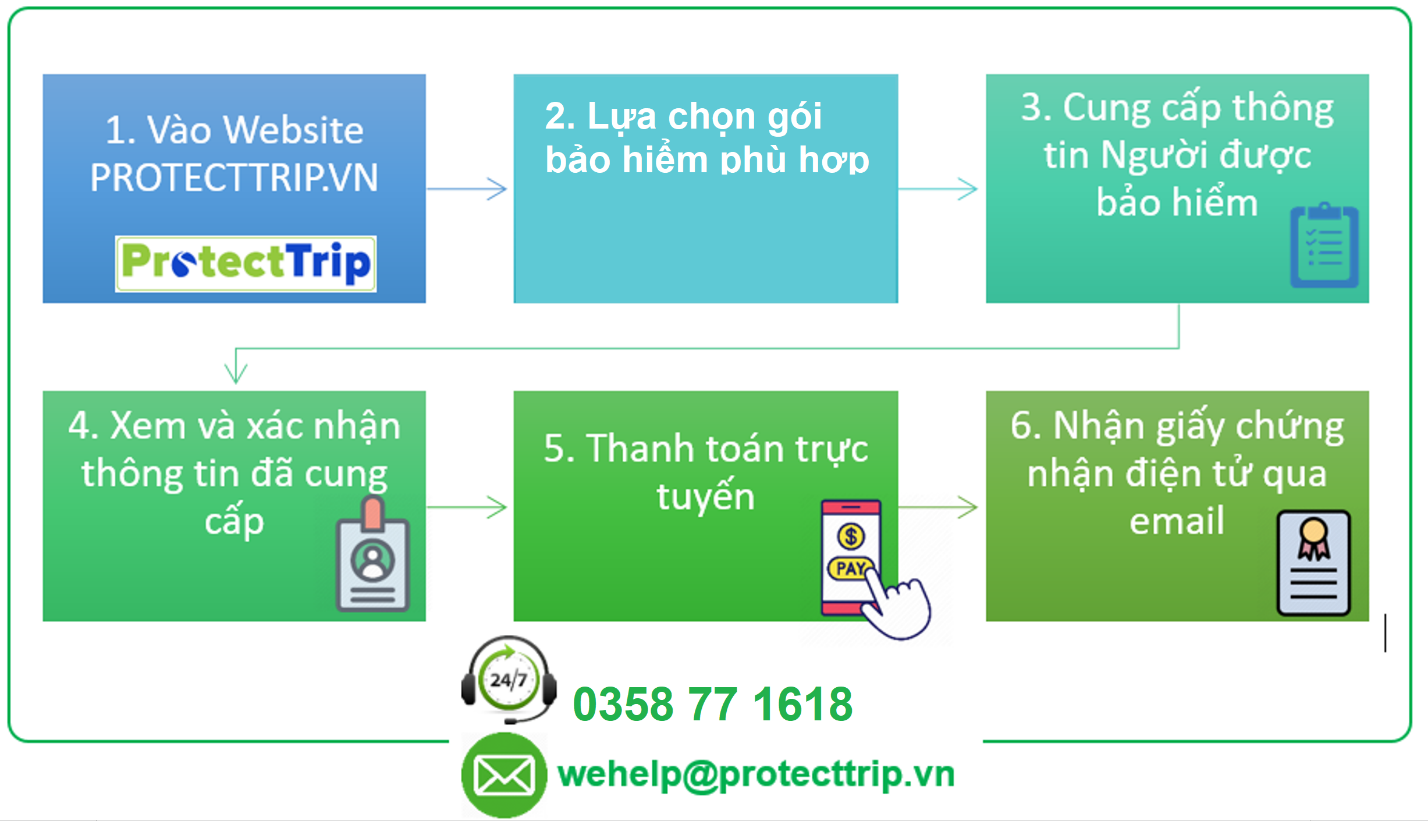 1. Vào Website
PROTECTTRIP.VN
ProtectTrip
2. Lựa chọn gói
bảo hiểm phù hợp
3. Cung cấp thông
tin Người được
bảo hiểm
4. Xem và xác nhận
thông tin đã cung
cấp
5. Thanh toán trực
tuyến
$
PAY
6. Nhận giấy chứng
nhận điện tử qua
email
24/7
0358 77 1618
wehelp@protecttrip.vn